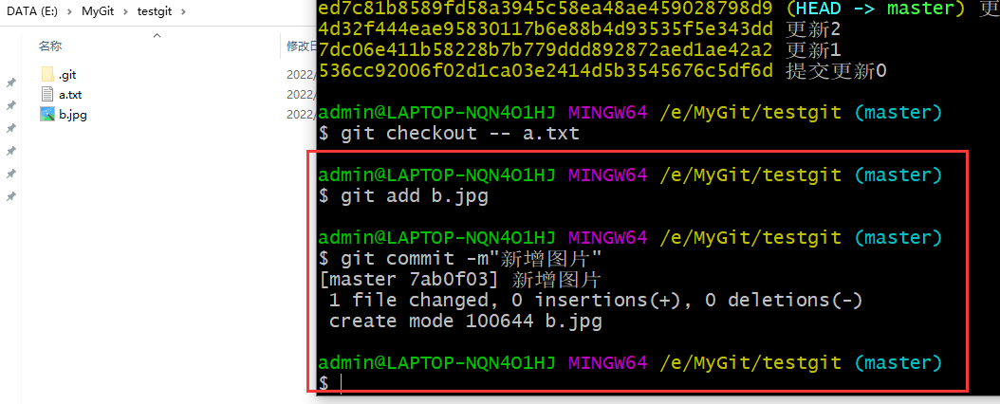 DATA (E:) > MyGit > testgit >
名称
修改日
.git
2022/
a.txt
2022/
b.jpg
2022/
ed7c81b8589fd58a3945c58ea48ae459028798d9 (HEAD -> master) 更
4d32f444eae95830117b6e88b4d93535f5e343dd 更新2
7dc06e411b58228b7b779ddd892872aed1ae42a2 更新1
536cc92006f02d1ca03e2414d5b3545676c5df6d 提交更新0
admin@LAPTOP-NQN4O1HJ MINGW64 /e/MyGit/testgit (master)
$ git checkout -- a.txt
admin@LAPTOP-NQN4O1HJ MINGW64 /e/MyGit/testgit (master)
$ git add b.jpg
admin@LAPTOP-NQN4O1HJ MINGW64 /e/MyGit/testgit (master)
$ git commit -m"新增图片"
[master 7ab0f03] 新增图片
1 file changed, 0 insertions(+), 0 deletions(-)
create mode 100644 b.jpg
admin@LAPTOP-NQN4O1HJ MINGW64 /e/MyGit/testgit (master)
$